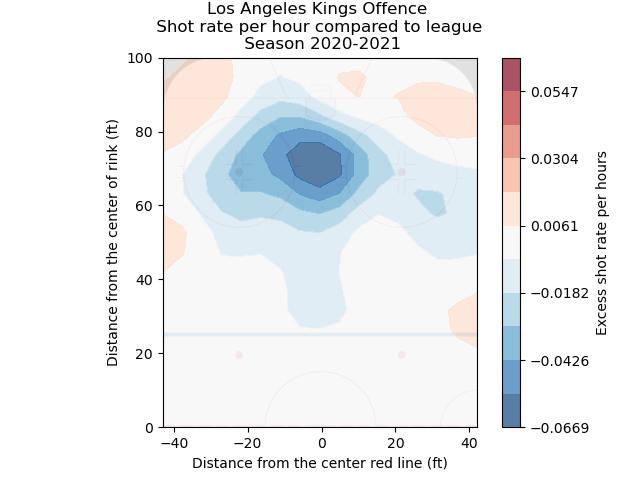 Los Angeles Kings Offence
Shot rate per hour compared to league
Season 2020-2021
100
80
60
40
20
0
Distance from the center of rink (ft)
−40
−20
0
20
40
Distance from the center red line (ft)
0.0547
0.0304
0.0061
−0.0182
−0.0426
−0.0669
Excess shot rate per hours